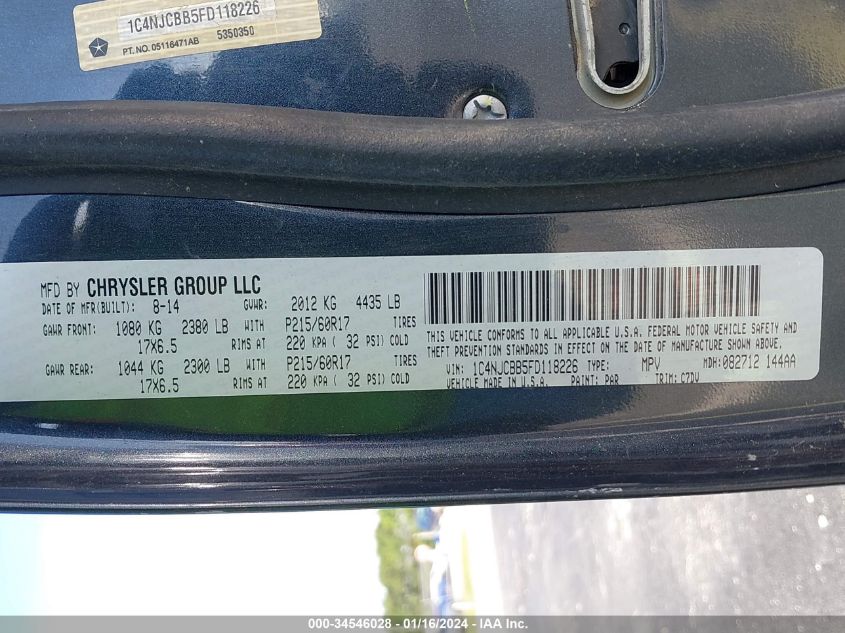 1C4NJCBB5FD118226
PT. NO. 05116471AB 5350350
MFD BY CHRYSLER GROUP LLC
DATE OF MFR(BUILT): 8-14 GVWR: 2012 KG 4435 LB
GAWR FRONT: 1080 KG 2380 LB WITH P215/60R17 TIRES
17X6.5 RIMS AT 220 KPA ( 32 PSI) COLD
GAWR REAR: 1044 KG 2300 LB WITH P215/60R17 TIRES
17X6.5 RIMS AT 220 KPA ( 32 PSI) COLD
THIS VEHICLE CONFORMS TO ALL APPLICABLE U.S.A. FEDERAL MOTOR VEHICLE SAFETY AND
THEFT PREVENTION STANDARDS IN EFFECT ON THE DATE OF MANUFACTURE SHOWN ABOVE.
VIN: 1C4NJCBB5FD118226 TYPE: MPV MDH: 082712 144AA
VEHICLE MADE IN U.S.A. PAINT: PAR TRIM: C7DV
000-34546028 - 01/16/2024 - IAA Inc.